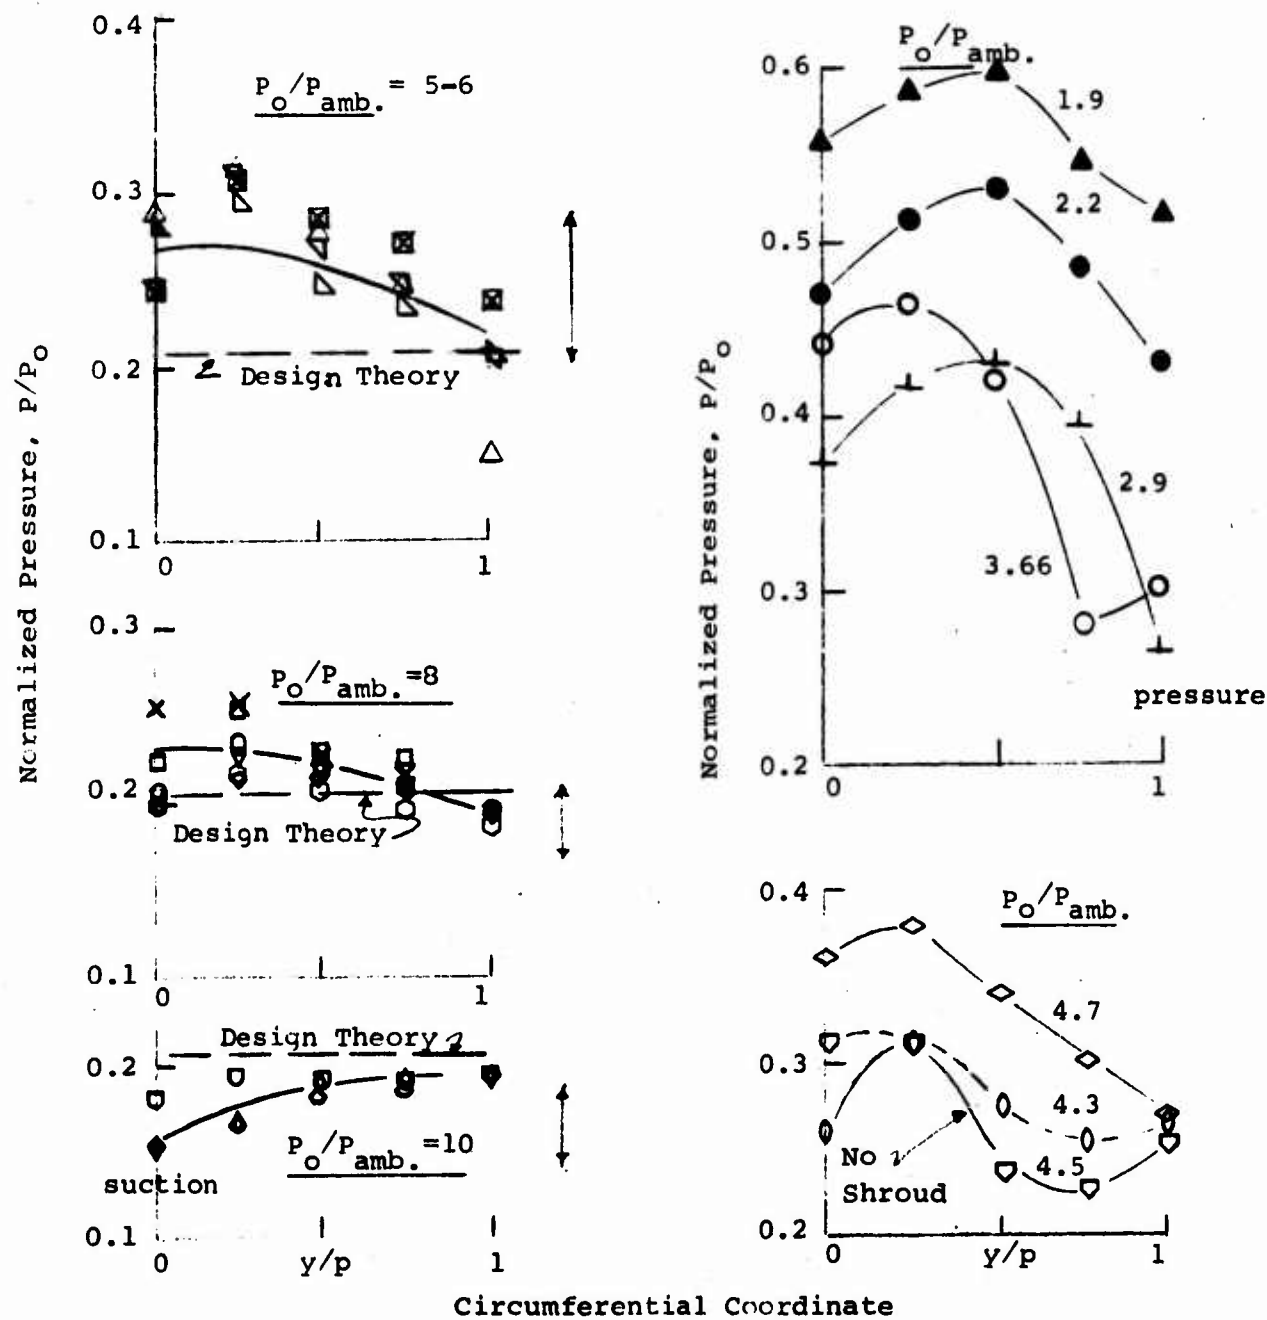 Normalized Pressure, P/Po
0.4
Po/Pamb. = 5-6
0.3
0.2
Design Theory
0.1
0
1
0.3
Po/Pamb.=8
0.2
Design Theory
0.1
0
1
Design Theory
0.2
Po/Pamb.=10
suction
0.1
0
y/p
1
Normalized Pressure, P/Po
Po/Pamb.
0.6
1.9
2.2
0.5
0.4
2.9
3.66
0.3
pressure
0.2
0
1
0.4
Po/Pamb.
4.7
0.3
4.3
No
4.5
Shroud
0.2
0
y/p
1
Circumferential Coordinate